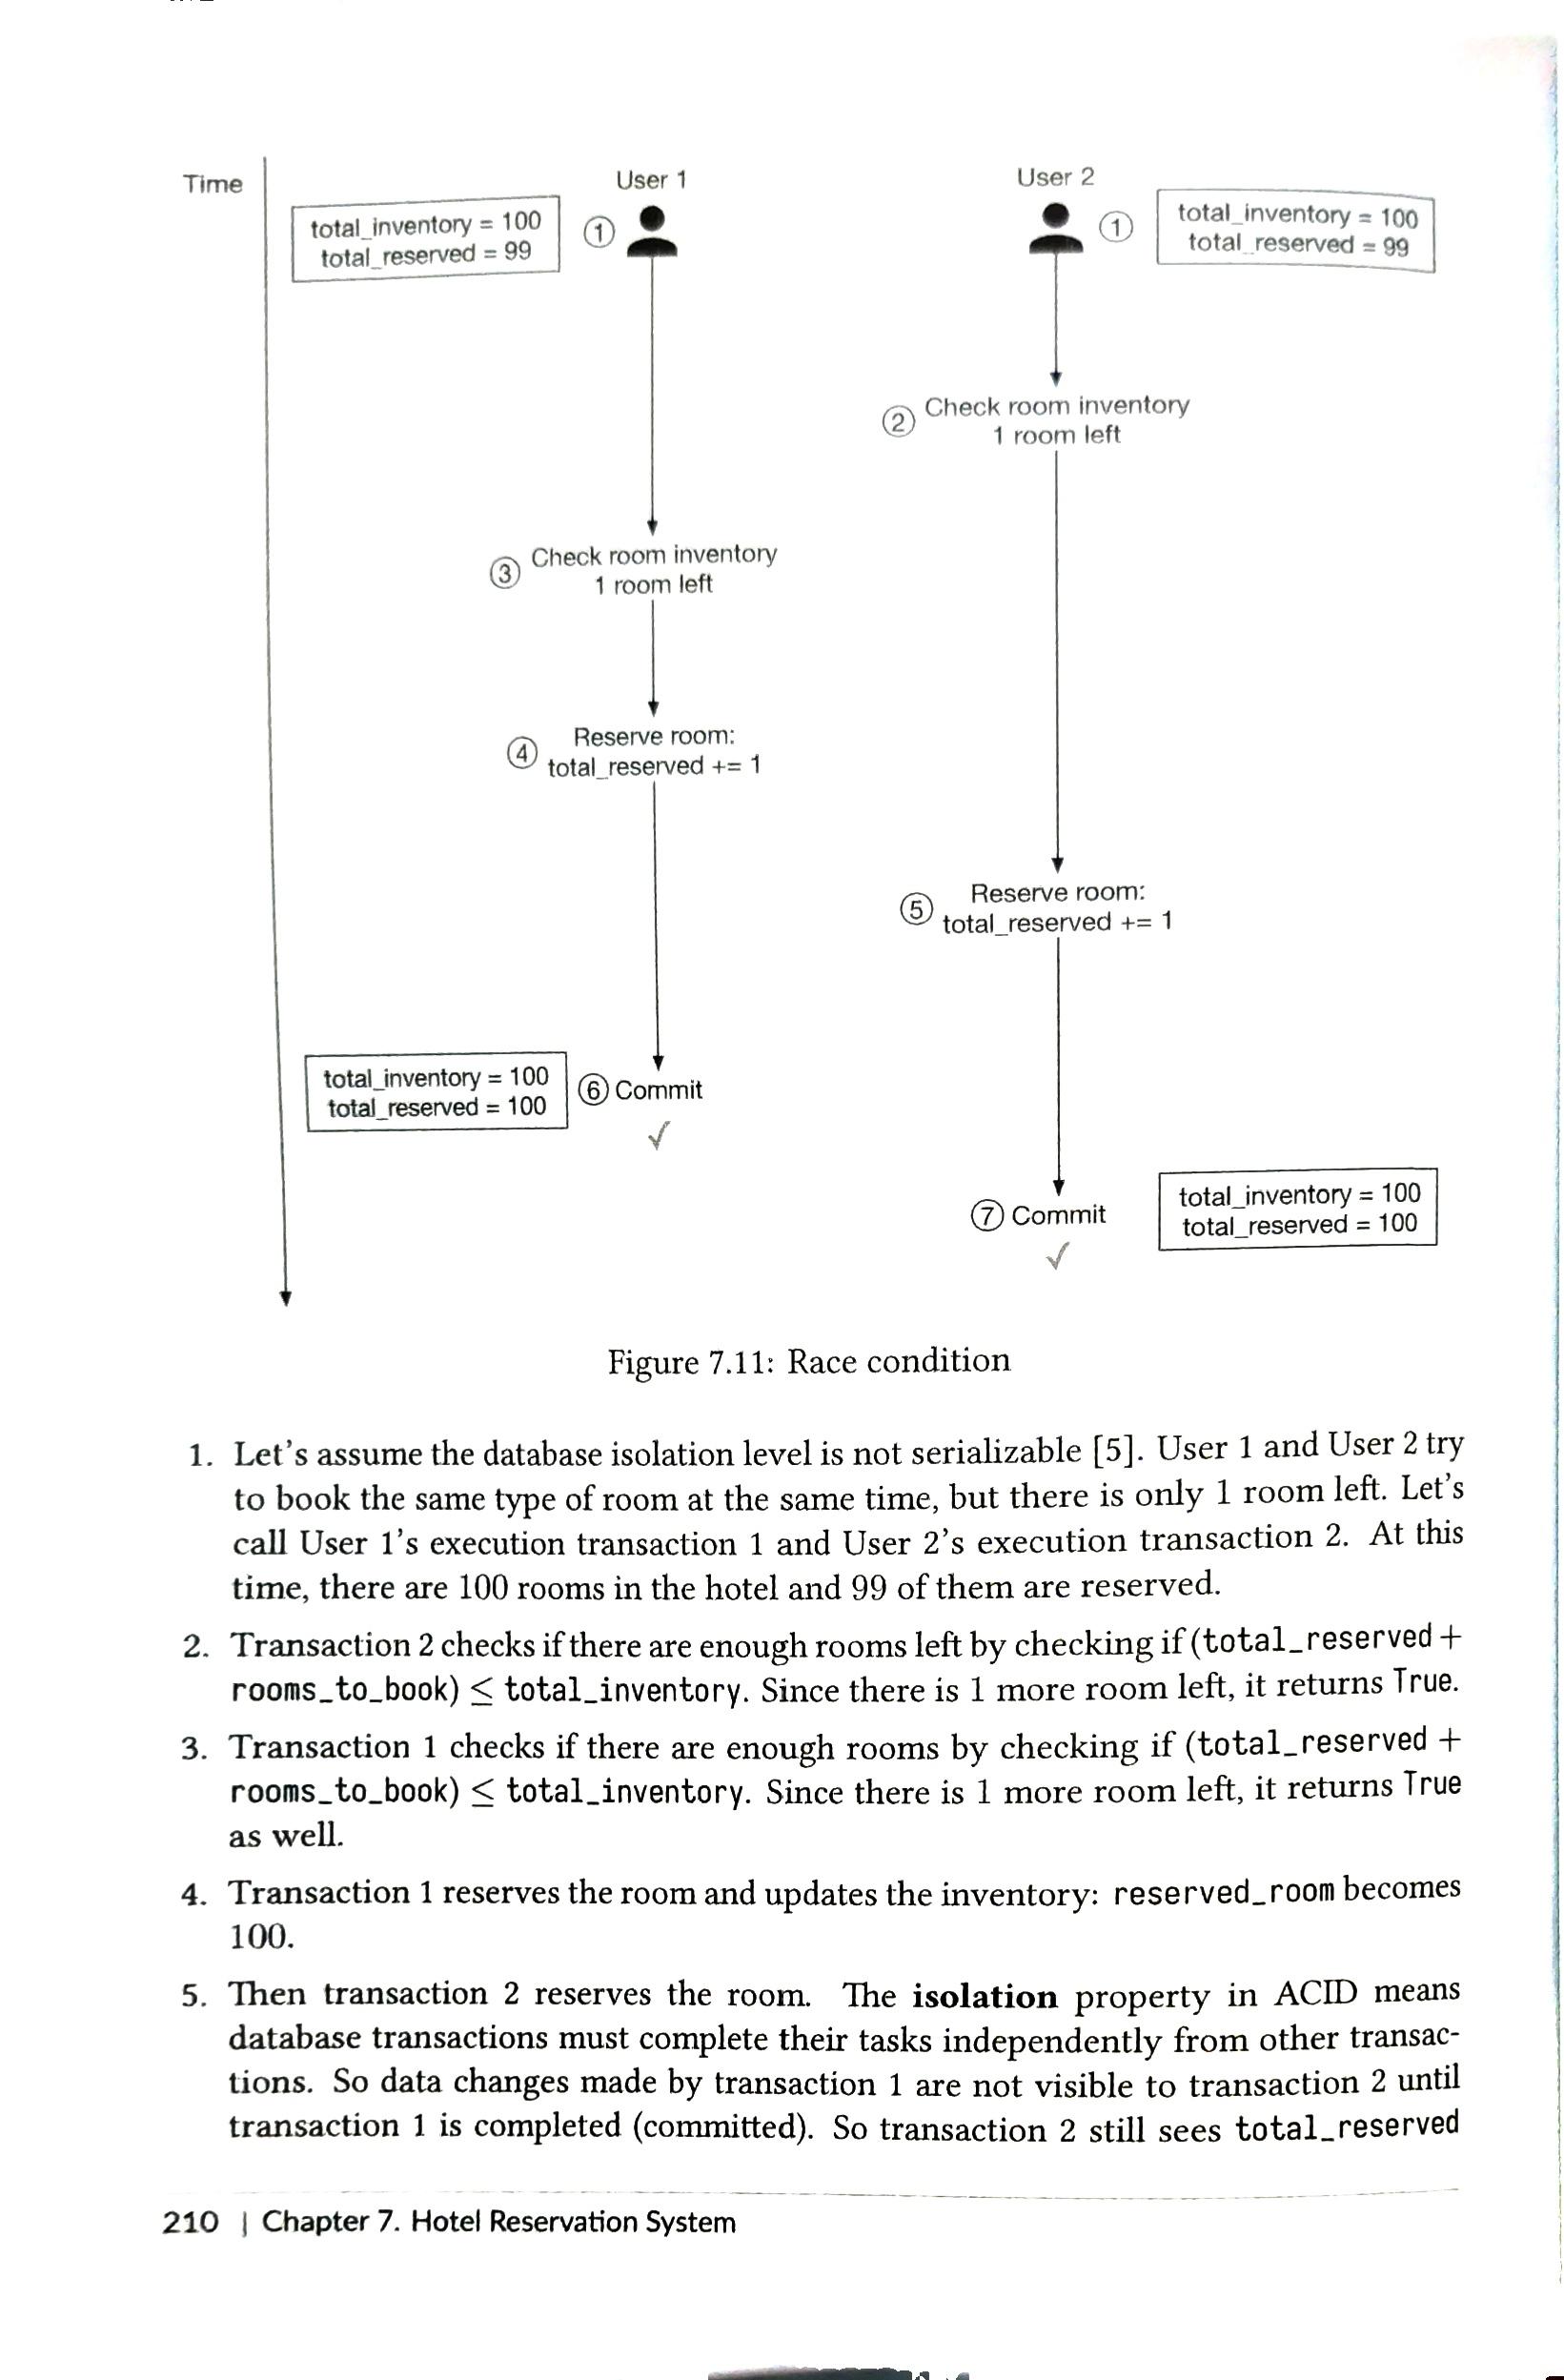 Time
User 1
User 2
total_inventory = 100
total_reserved = 99
1
1
total_inventory = 100
total_reserved = 99
2 Check room inventory
1 room left
3 Check room inventory
1 room left
4 Reserve room:
total_reserved += 1
5 Reserve room:
total_reserved += 1
total_inventory = 100
total_reserved = 100
6 Commit
7 Commit
total_inventory = 100
total_reserved = 100
Figure 7.11: Race condition
1. Let's assume the database isolation level is not serializable [5]. User 1 and User 2 try
to book the same type of room at the same time, but there is only 1 room left. Let's
call User 1's execution transaction 1 and User 2's execution transaction 2. At this
time, there are 100 rooms in the hotel and 99 of them are reserved.
2. Transaction 2 checks if there are enough rooms left by checking if (total_reserved +
rooms_to_book) ≤ total_inventory. Since there is 1 more room left, it returns True.
3. Transaction 1 checks if there are enough rooms by checking if (total_reserved +
rooms_to_book) ≤ total_inventory. Since there is 1 more room left, it returns True
as well.
4. Transaction 1 reserves the room and updates the inventory: reserved_room becomes
100.
5. Then transaction 2 reserves the room. The isolation property in ACID means
database transactions must complete their tasks independently from other transac-
tions. So data changes made by transaction 1 are not visible to transaction 2 until
transaction 1 is completed (committed). So transaction 2 still sees total_reserved
210 | Chapter 7. Hotel Reservation System